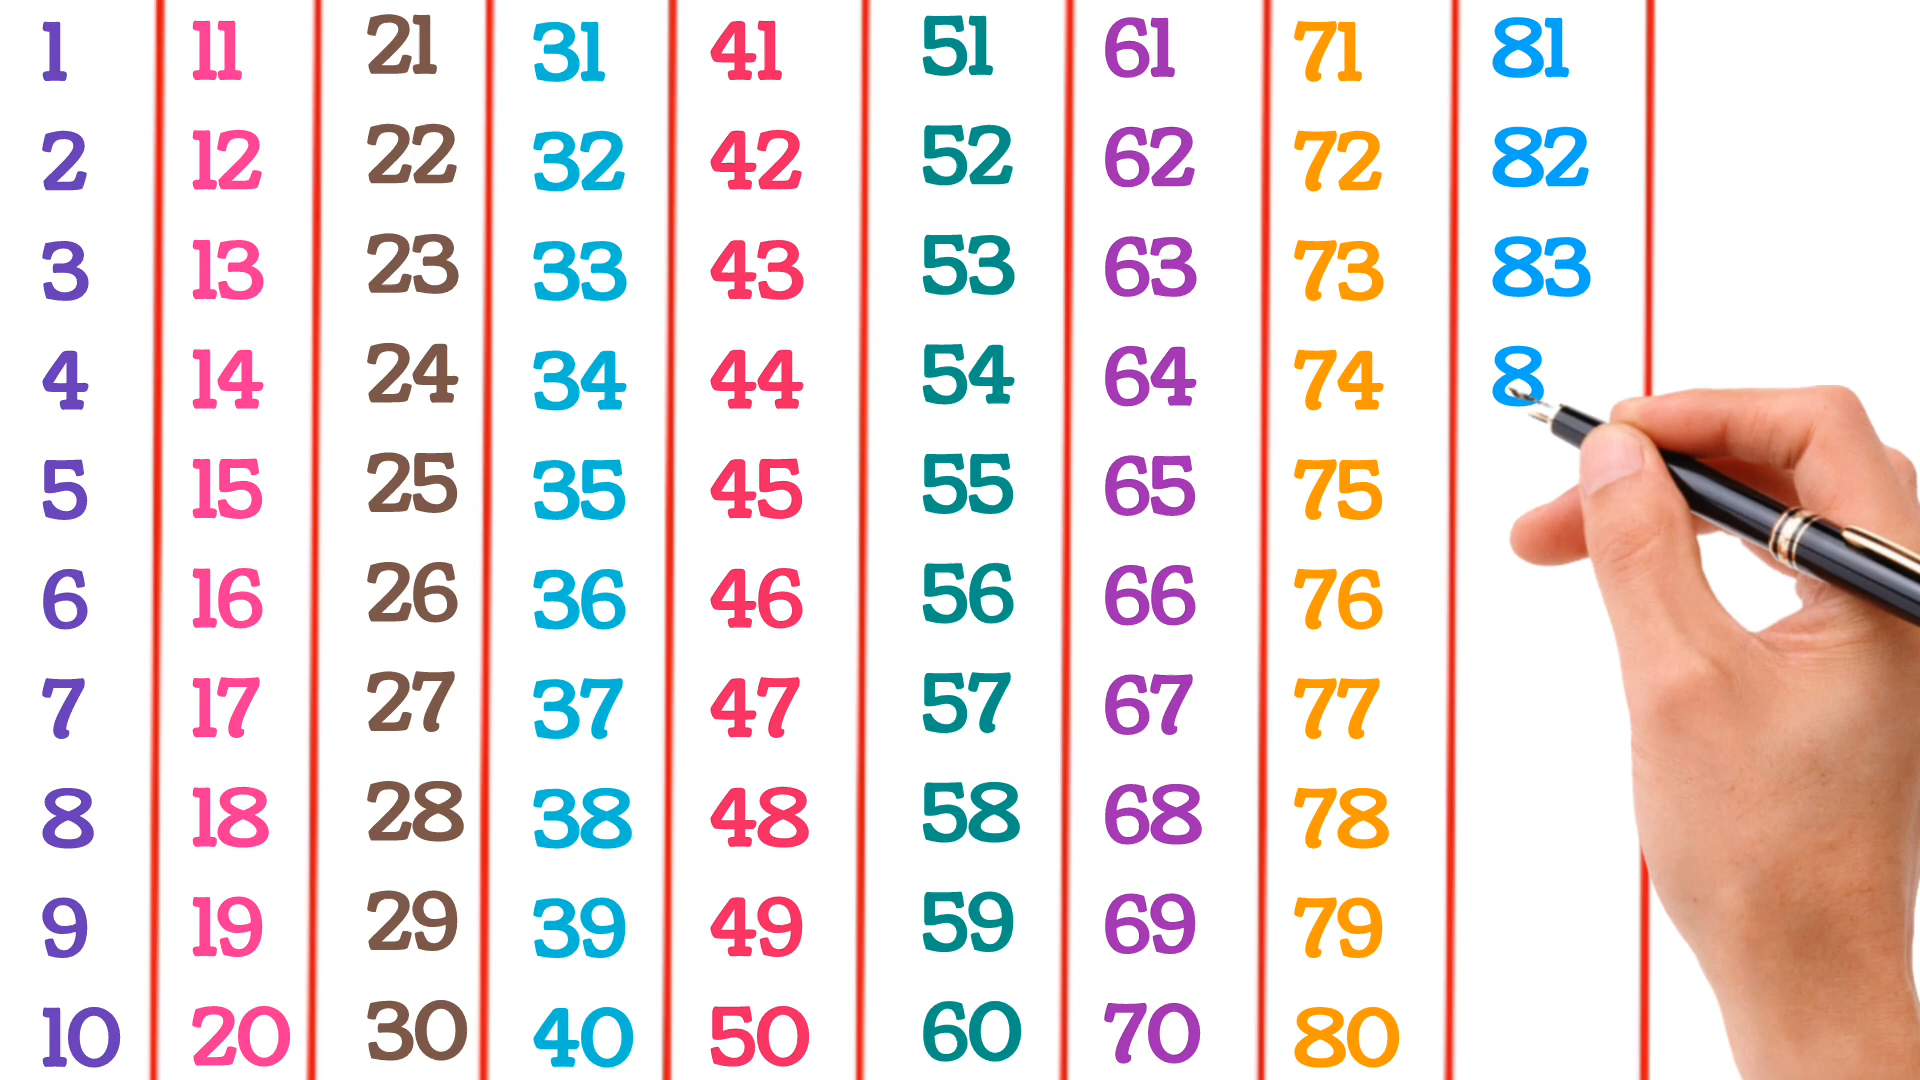 1 11 21 31 41 51 61 71 81
2 12 22 32 42 52 62 72 82
3 13 23 33 43 53 63 73 83
4 14 24 34 44 54 64 74 8
5 15 25 35 45 55 65 75
6 16 26 36 46 56 66 76
7 17 27 37 47 57 67 77
8 18 28 38 48 58 68 78
9 19 29 39 49 59 69 79
10 20 30 40 50 60 70 80